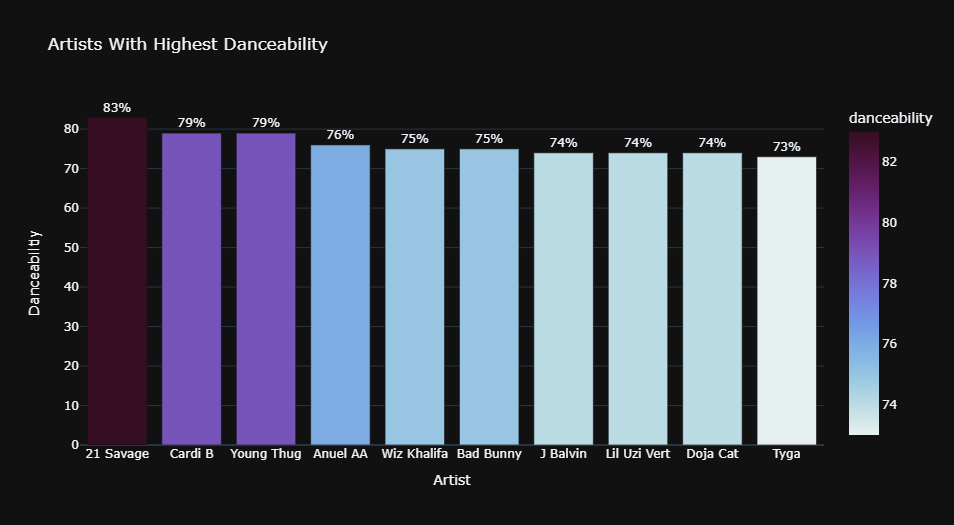 Artists With Highest Danceability
83%
79%
79%
76%
75%
75%
74%
74%
74%
73%
80
70
60
50
40
30
20
10
0
Danceability
21 Savage
Cardi B
Young Thug
Anuel AA
Wiz Khalifa
Bad Bunny
J Balvin
Lil Uzi Vert
Doja Cat
Tyga
Artist
danceability
82
80
78
76
74